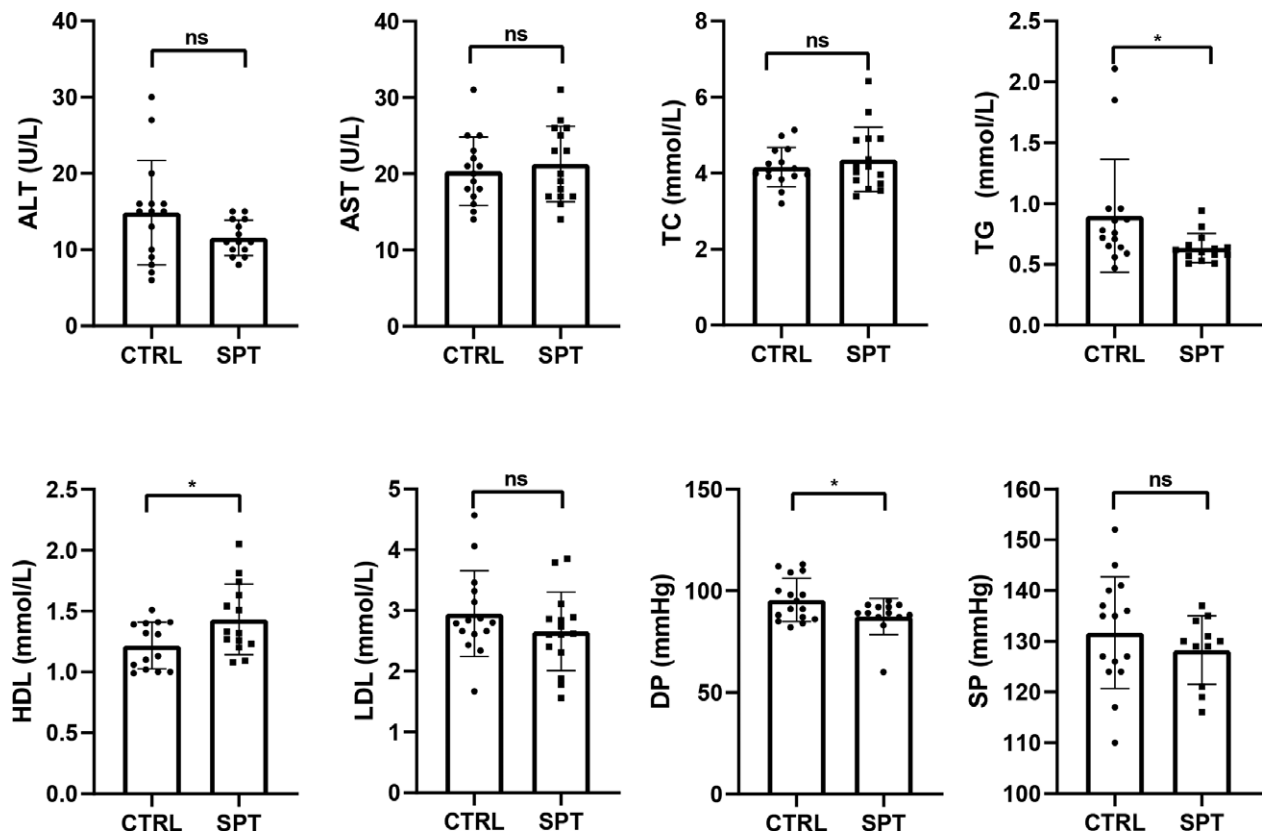 ALT (U/L)
40
30
20
10
0
ns
CTRL SPT
AST (U/L)
40
30
20
10
0
ns
CTRL SPT
TC (mmol/L)
8
6
4
2
0
ns
CTRL SPT
TG (mmol/L)
2.5
2.0
1.5
1.0
0.5
0.0
*
CTRL SPT
HDL (mmol/L)
2.5
2.0
1.5
1.0
0.5
0.0
*
CTRL SPT
LDL (mmol/L)
5
4
3
2
1
0
ns
CTRL SPT
DP (mmHg)
150
100
50
0
*
CTRL SPT
SP (mmHg)
160
150
140
130
120
110
100
ns
CTRL SPT